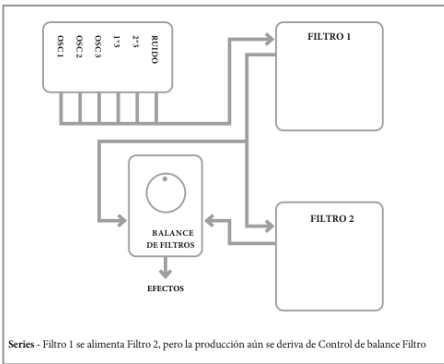 OSC 1
OSC 2
OSC 3
1*3
2*3
RUIDO
FILTRO 1
BALANCE
DE FILTROS
FILTRO 2
EFECTOS
Series - Filtro 1 se alimenta Filtro 2, pero la producción aún se deriva de Control de balance Filtro